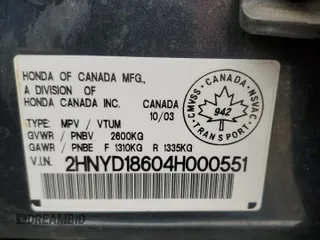 HONDA OF CANADA MFG.,
A DIVISION OF
HONDA CANADA INC. CANADA
10/03
TYPE: MPV / VTUM
GVWR / PNBV 2600KG
GAWR / PNBE F 1310KG R 1335KG
V.I.N. 2HNYD18604H000551
CANADA
CMVSS NSVAC
942
TRANSPORT
DREAMBID